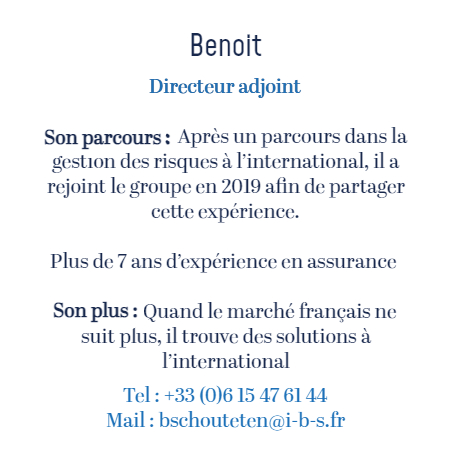 Benoit
Directeur adjoint
Son parcours : Après un parcours dans la
gestion des risques à l'international, il a
rejoint le groupe en 2019 afin de partager
cette expérience.
Plus de 7 ans d'expérience en assurance
Son plus : Quand le marché français ne
suit plus, il trouve des solutions à
l'international
Tel : +33 (0)6 15 47 61 44
Mail : bschouteten@i-b-s.fr